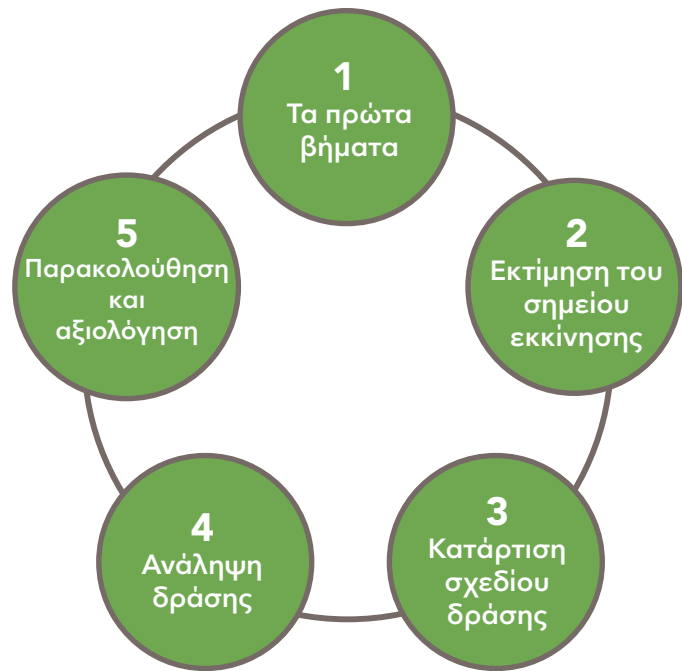 1
Τα πρώτα
βήματα
2
Εκτίμηση του
σημείου
εκκίνησης
3
Κατάρτιση
σχεδίου
δράσης
4
Ανάληψη
δράσης
5
Παρακολούθηση
και
αξιολόγηση